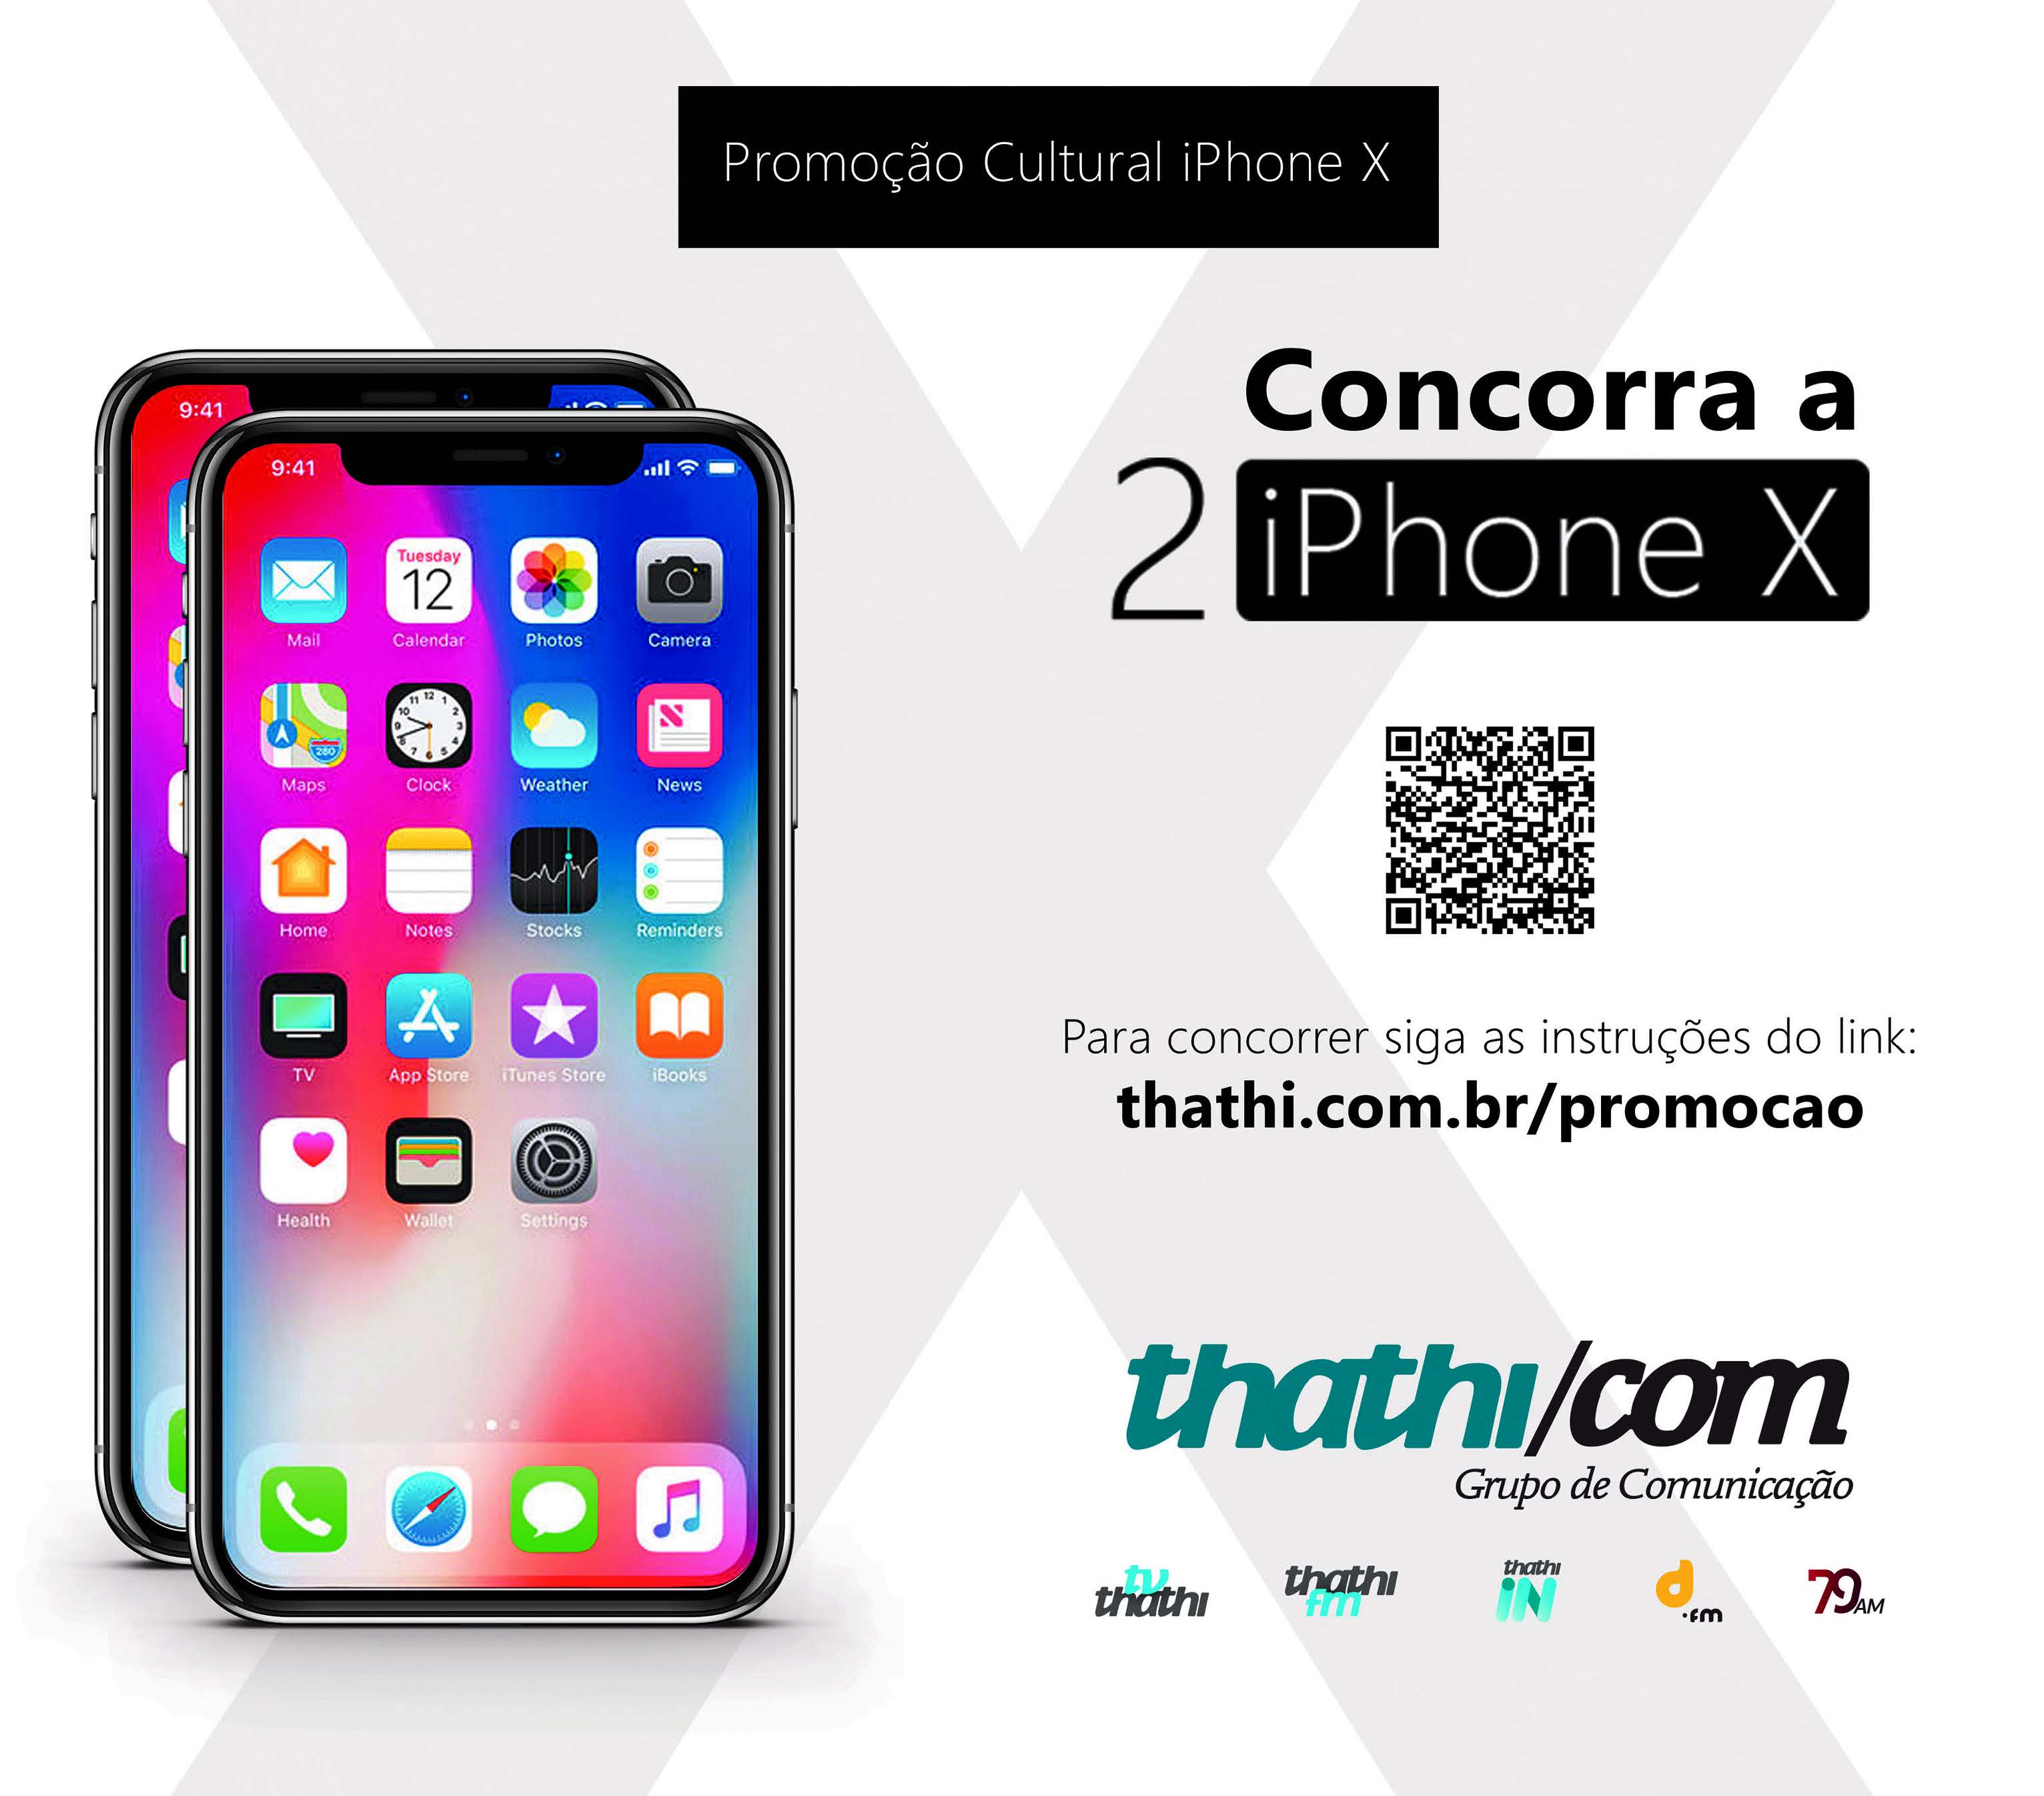 Promoção Cultural iPhone X
Concorra a
2 iPhone X
Para concorrer siga as instruções do link:
thathi.com.br/promocao
thathi/com
Grupo de Comunicação
tv thathi
thathi fm
thathi iN
d.fm
79 AM
9:41
9:41
Tuesday
12
Mail Calendar Photos Camera
280
Maps Clock Weather News
Home Notes Stocks Reminders
TV App Store iTunes Store iBooks
Health Wallet Settings